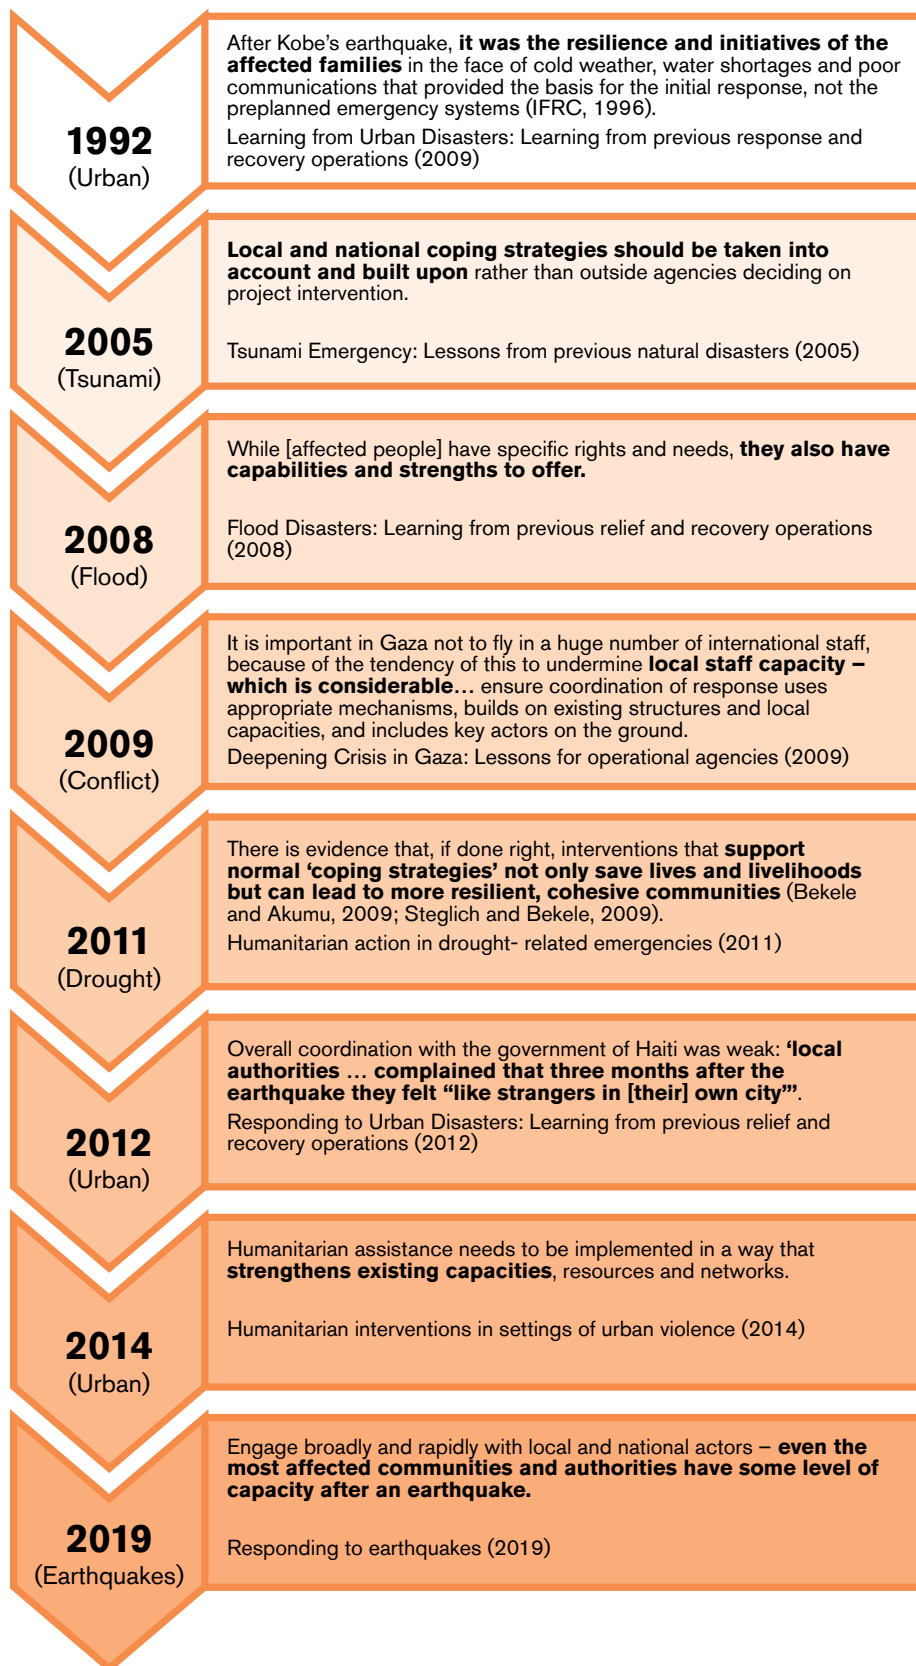 1992
(Urban)
After Kobe’s earthquake, it was the resilience and initiatives of the
affected families in the face of cold weather, water shortages and poor
communications that provided the basis for the initial response, not the
preplanned emergency systems (IFRC, 1996).
Learning from Urban Disasters: Learning from previous response and
recovery operations (2009)
2005
(Tsunami)
Local and national coping strategies should be taken into
account and built upon rather than outside agencies deciding on
project intervention.
Tsunami Emergency: Lessons from previous natural disasters (2005)
2008
(Flood)
While [affected people] have specific rights and needs, they also have
capabilities and strengths to offer.
Flood Disasters: Learning from previous relief and recovery operations
(2008)
2009
(Conflict)
It is important in Gaza not to fly in a huge number of international staff,
because of the tendency of this to undermine local staff capacity –
which is considerable… ensure coordination of response uses
appropriate mechanisms, builds on existing structures and local
capacities, and includes key actors on the ground.
Deepening Crisis in Gaza: Lessons for operational agencies (2009)
2011
(Drought)
There is evidence that, if done right, interventions that support
normal ‘coping strategies’ not only save lives and livelihoods
but can lead to more resilient, cohesive communities (Bekele
and Akumu, 2009; Steglich and Bekele, 2009).
Humanitarian action in drought- related emergencies (2011)
2012
(Urban)
Overall coordination with the government of Haiti was weak: ‘local
authorities … complained that three months after the
earthquake they felt “like strangers in [their] own city”’.
Responding to Urban Disasters: Learning from previous relief and
recovery operations (2012)
2014
(Urban)
Humanitarian assistance needs to be implemented in a way that
strengthens existing capacities, resources and networks.
Humanitarian interventions in settings of urban violence (2014)
2019
(Earthquakes)
Engage broadly and rapidly with local and national actors – even the
most affected communities and authorities have some level of
capacity after an earthquake.
Responding to earthquakes (2019)